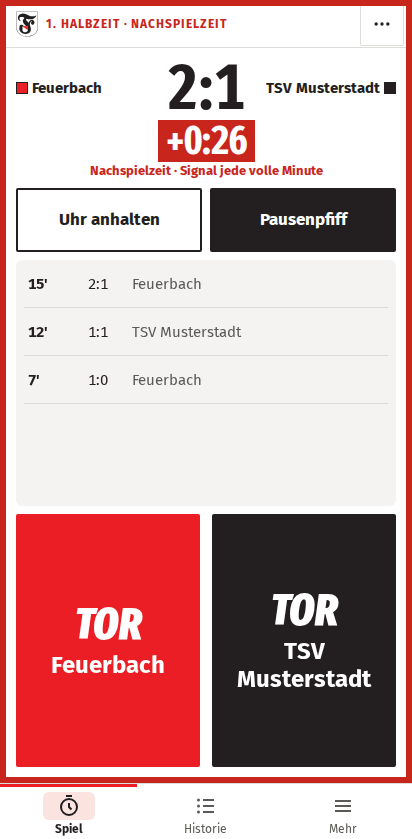 1. HALBZEIT · NACHSPIELZEIT
Feuerbach 2:1 TSV Musterstadt
+0:26
Nachspielzeit · Signal jede volle Minute
Uhr anhalten Pausenpfiff
15' 2:1 Feuerbach
12' 1:1 TSV Musterstadt
7' 1:0 Feuerbach
TOR
Feuerbach
TOR
TSV
Musterstadt
Spiel Historie Mehr